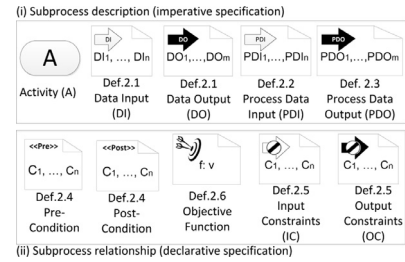 (i) Subprocess description (imperative specification)
A
Activity (A)
DI
DI1, …, DIn
Def.2.1
Data Input
(DI)
DO
DO1,…,DOm
Def.2.1
Data Output
(DO)
PDI
PDI1,…,PDIn
Def.2.2
Process Data
Input (PDI)
PDO
PDO1,…,PDOm
Def. 2.3
Process Data
Output (PDO)
<<Pre>>
C1, …, Cn
Def.2.4
Pre-
Condition
<<Post>>
C1, …, Cn
Def.2.4
Post-
Condition
f: v
Def.2.6
Objective
Function
C1, …, Cn
Def.2.5
Input
Constraints
(IC)
C1, …, Cn
Def.2.5
Output
Constraints
(OC)
(ii) Subprocess relationship (declarative specification)